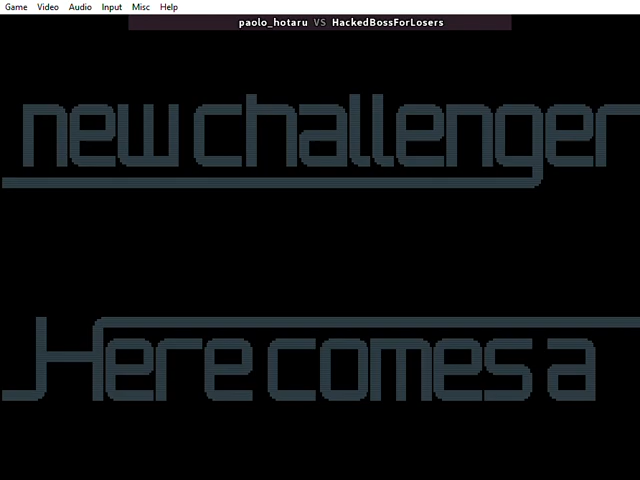 Game Video Audio Input Misc Help
paolo_hotaru VS HackedBossForLosers
new challenger
Here comes a